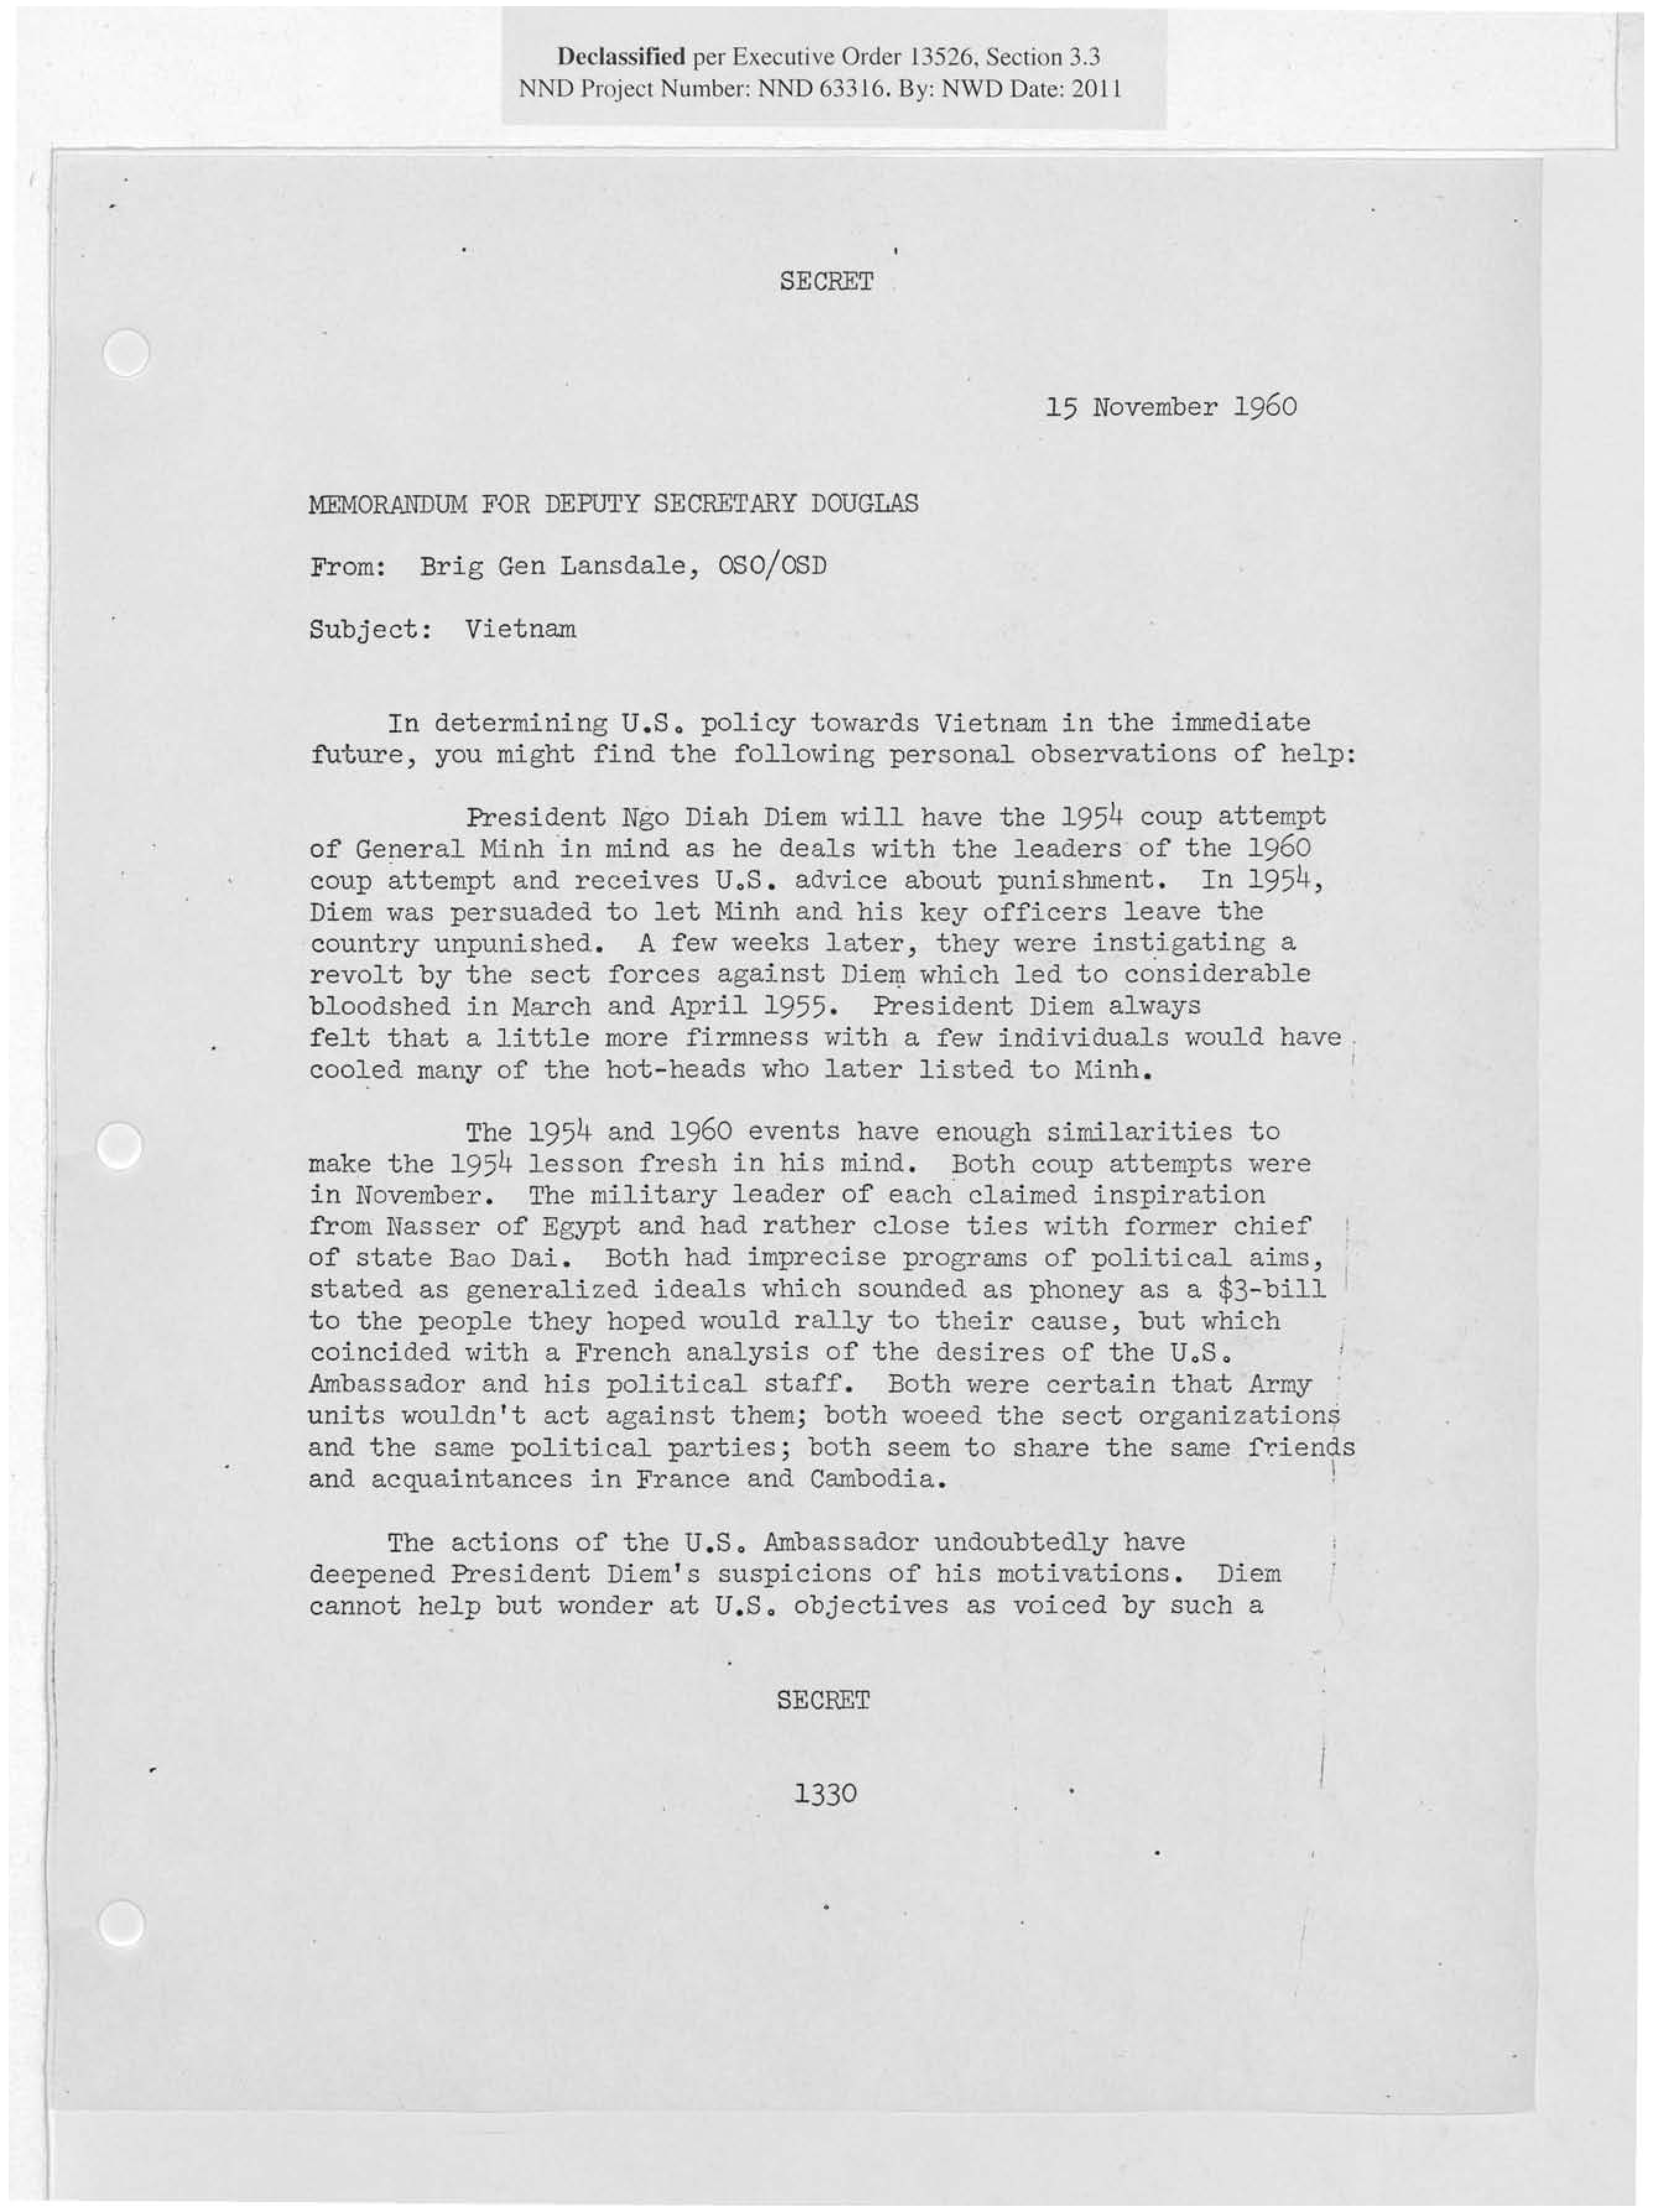 Declassified per Executive Order 13526, Section 3.3
NND Project Number: NND 63316. By: NWD Date: 2011
SECRET
15 November 1960
MEMORANDUM FOR DEPUTY SECRETARY DOUGLAS
From: Brig Gen Lansdale, OSO/OSD
Subject: Vietnam
In determining U.S. policy towards Vietnam in the immediate
future, you might find the following personal observations of help:
President Ngo Diah Diem will have the 1954 coup attempt
of General Minh in mind as he deals with the leaders of the 1960
coup attempt and receives U.S. advice about punishment. In 1954,
Diem was persuaded to let Minh and his key officers leave the
country unpunished. A few weeks later, they were instigating a
revolt by the sect forces against Diem which led to considerable
bloodshed in March and April 1955. President Diem always
felt that a little more firmness with a few individuals would have
cooled many of the hot-heads who later listed to Minh.
The 1954 and 1960 events have enough similarities to
make the 1954 lesson fresh in his mind. Both coup attempts were
in November. The military leader of each claimed inspiration
from Nasser of Egypt and had rather close ties with former chief
of state Bao Dai. Both had imprecise programs of political aims,
stated as generalized ideals which sounded as phoney as a $3-bill
to the people they hoped would rally to their cause, but which
coincided with a French analysis of the desires of the U.S.
Ambassador and his political staff. Both were certain that Army
units wouldn't act against them; both woeed the sect organizations
and the same political parties; both seem to share the same friends
and acquaintances in France and Cambodia.
The actions of the U.S. Ambassador undoubtedly have
deepened President Diem's suspicions of his motivations. Diem
cannot help but wonder at U.S. objectives as voiced by such a
SECRET
1330